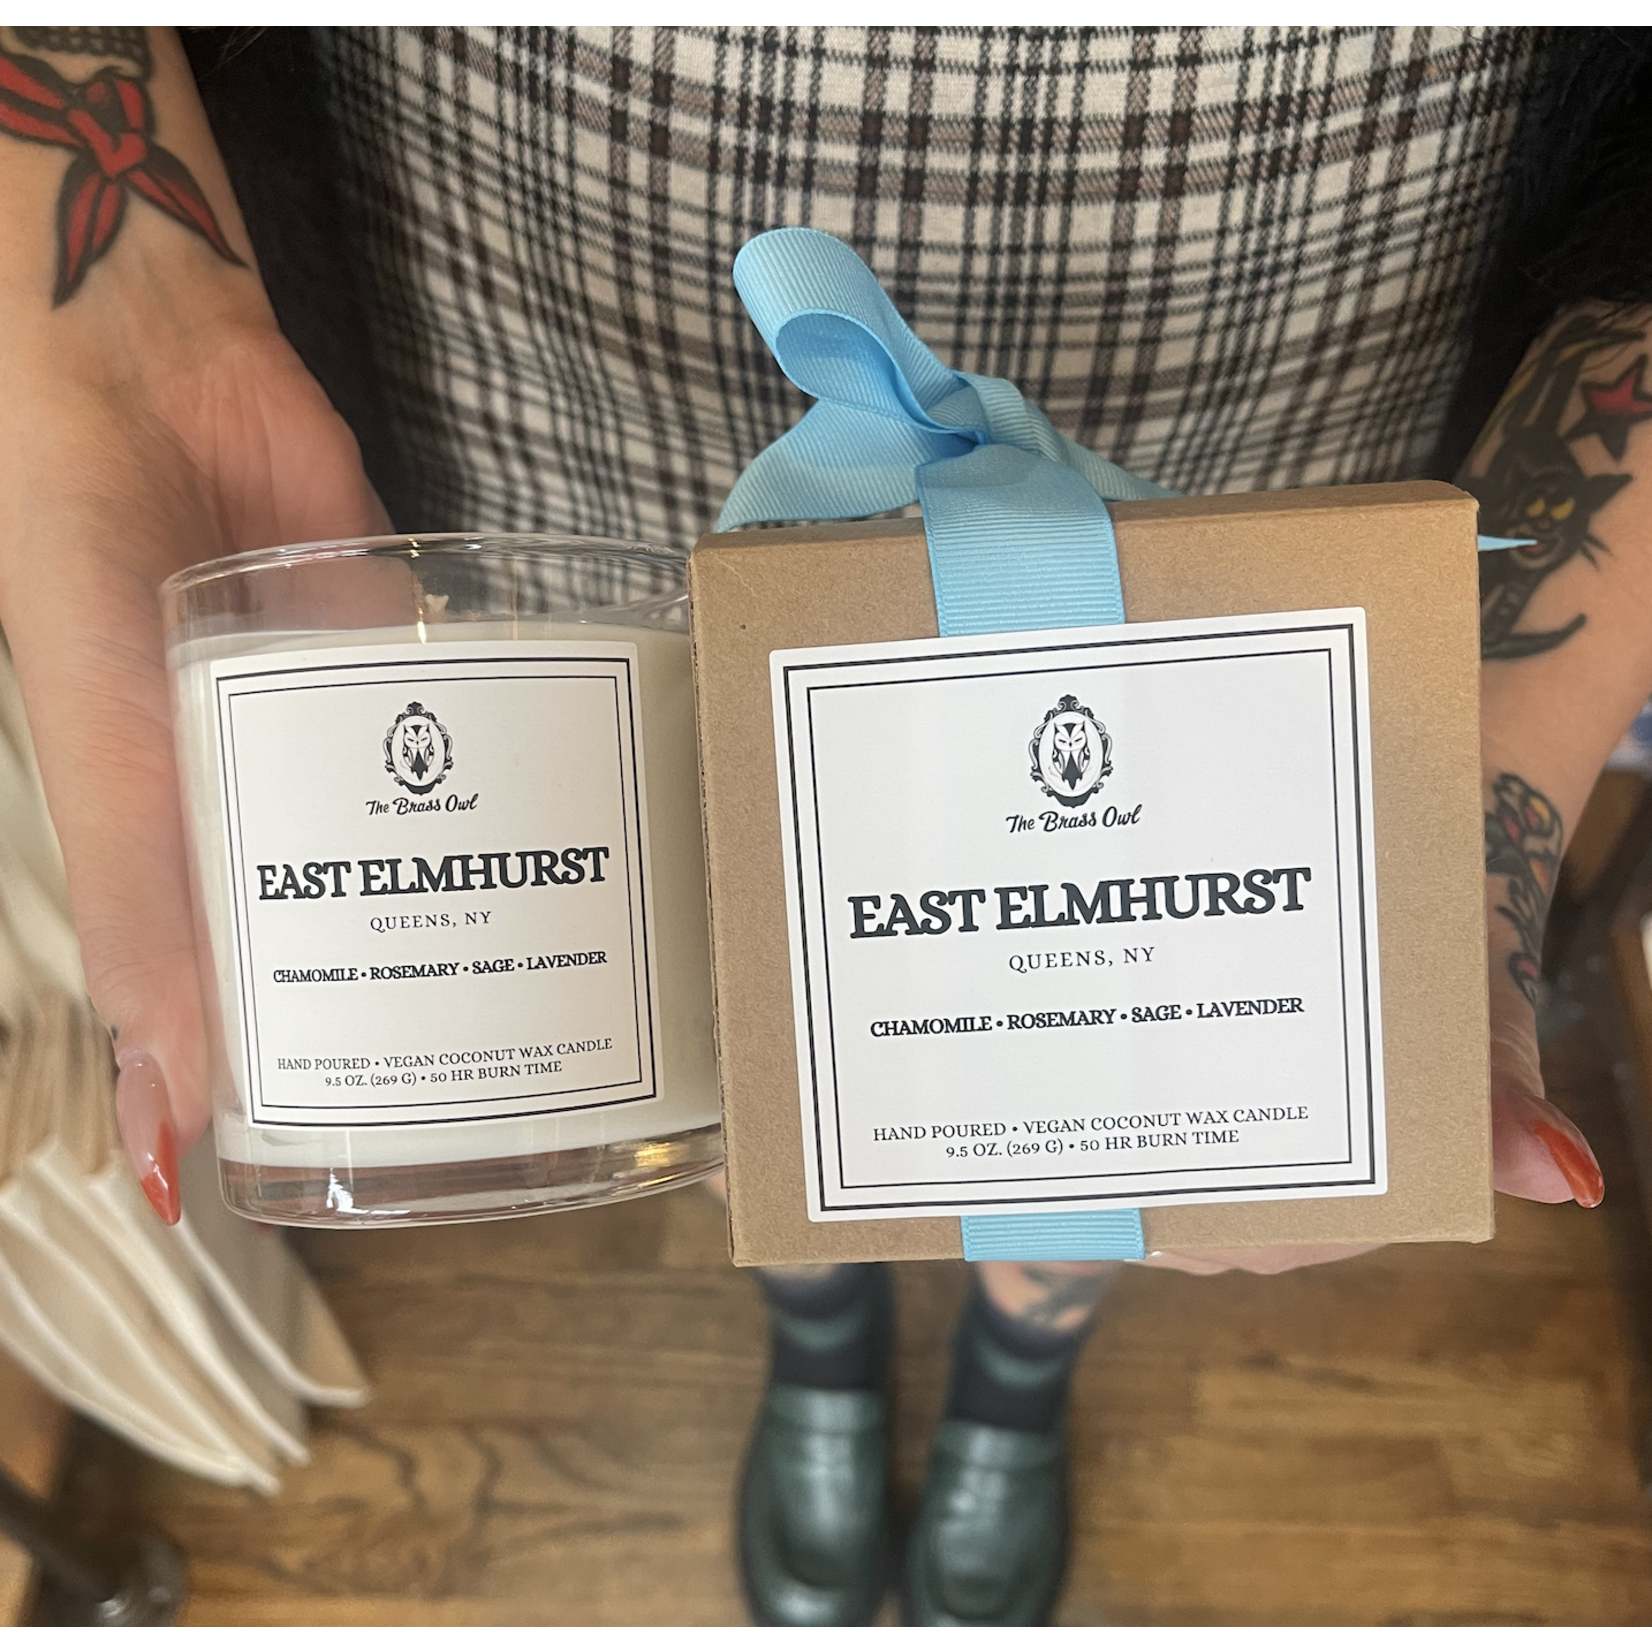 The Brass Owl
EAST ELMHURST
QUEENS, NY
CHAMOMILE • ROSEMARY • SAGE • LAVENDER
HAND POURED • VEGAN COCONUT WAX CANDLE
9.5 OZ. (269 G) • 50 HR BURN TIME
The Brass Owl
EAST ELMHURST
QUEENS, NY
CHAMOMILE • ROSEMARY • SAGE • LAVENDER
HAND POURED • VEGAN COCONUT WAX CANDLE
9.5 OZ. (269 G) • 50 HR BURN TIME